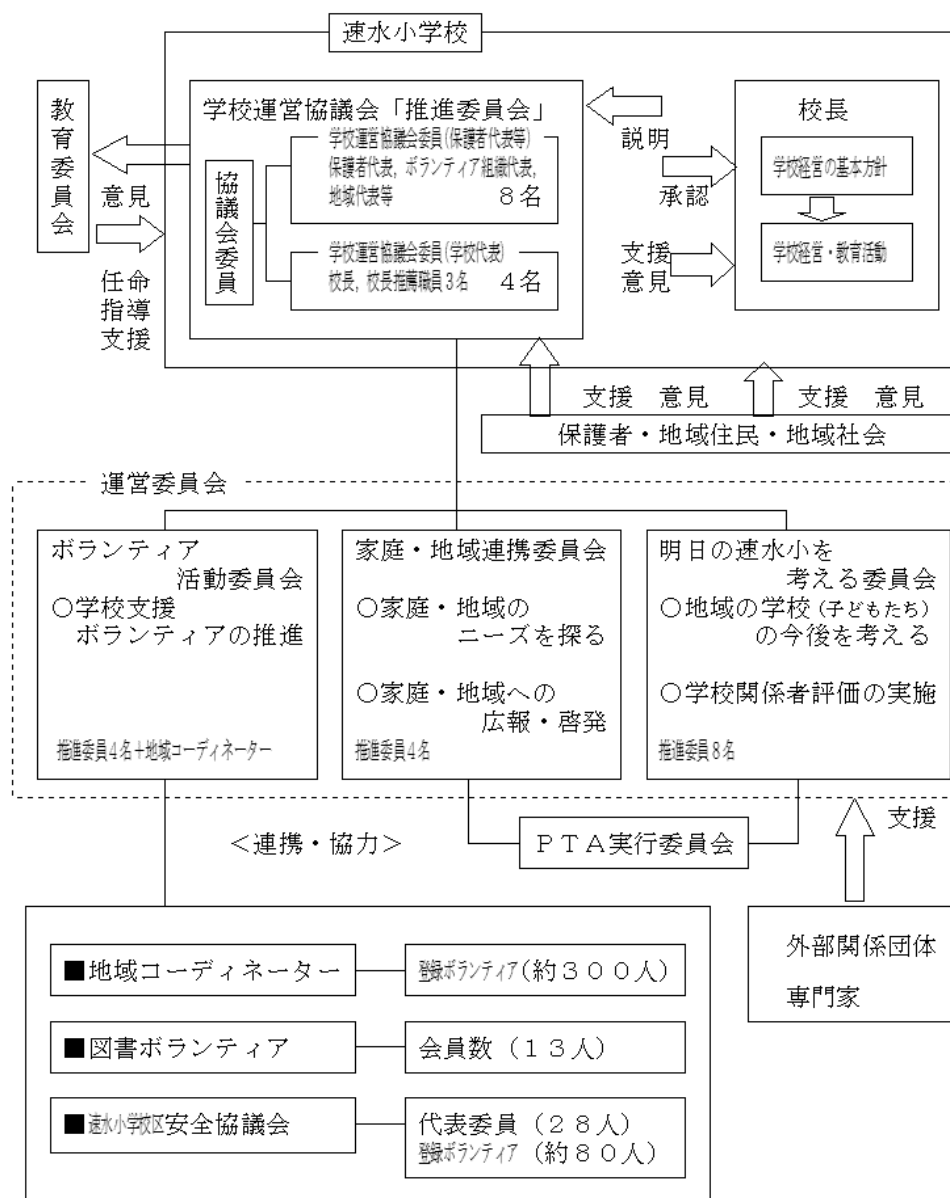 速水小学校
教育委員会
意見
任命
指導
支援
学校運営協議会「推進委員会」
協議会委員
学校運営協議会委員(保護者代表等)
保護者代表，ボランティア組織代表，
地域代表等　８名
学校運営協議会委員(学校代表)
校長，校長推薦職員３名　４名
説明
承認
支援
意見
校長
学校経営の基本方針
学校経営・教育活動
支援　意見
支援　意見
保護者・地域住民・地域社会
運営委員会
ボランティア
活動委員会
○学校支援
ボランティアの推進
推進委員４名＋地域コーディネーター
家庭・地域連携委員会
○家庭・地域の
ニーズを探る
○家庭・地域への
広報・啓発
推進委員４名
明日の速水小を
考える委員会
○地域の学校（子どもたち）
の今後を考える
○学校関係者評価の実施
推進委員８名
＜連携・協力＞
ＰＴＡ実行委員会
支援
外部関係団体
専門家
■地域コーディネーター
登録ボランティア（約３００人）
■図書ボランティア
会員数（１３人）
■速水小学校区安全協議会
代表委員（２８人）
登録ボランティア（約８０人）